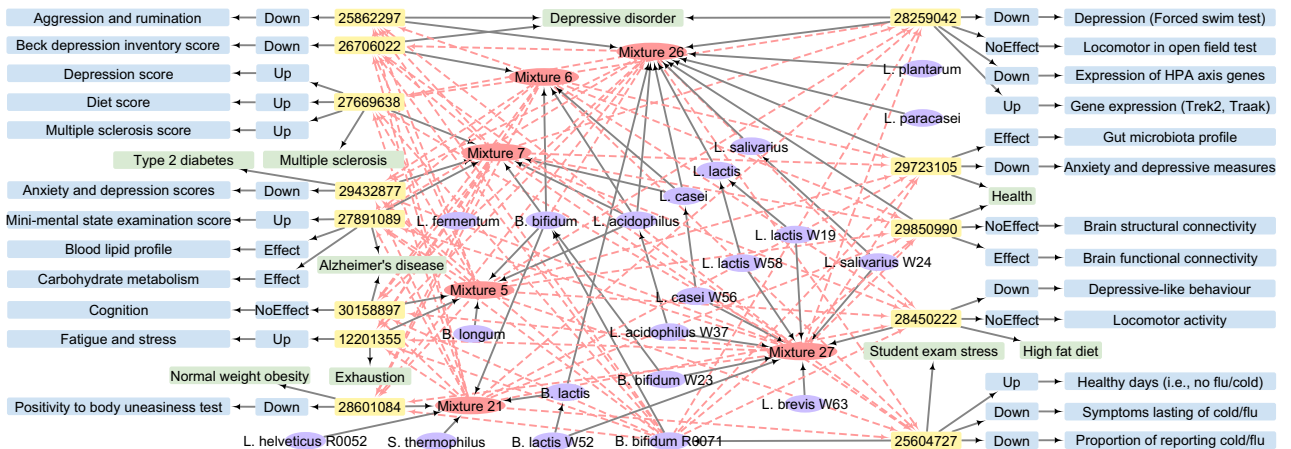 Aggression and rumination Down 25862297 Depressive disorder 28259042 Down Depression (Forced swim test)
Beck depression inventory score Down 26706022 Mixture 26 NoEffect Locomotor in open field test
Depression score Up Mixture 6 L. plantarum Down Expression of HPA axis genes
Diet score Up 27669638 Up Gene expression (Trek2, Traak)
L. paracasei
Multiple sclerosis score Up Effect Gut microbiota profile
Type 2 diabetes Multiple sclerosis Mixture 7 L. salivarius
L. lactis 29723105 Down Anxiety and depressive measures
Anxiety and depression scores Down 29432877 L. casei Health
Mini-mental state examination score Up 27891089 L. fermentum B. bifidum L. acidophilus
L. lactis W19 29850990 NoEffect Brain structural connectivity
Blood lipid profile Effect
Alzheimer's disease L. lactis W58 L. salivarius W24 Effect Brain functional connectivity
Carbohydrate metabolism Effect
Mixture 5 L. casei W56 Down Depressive-like behaviour
Cognition NoEffect 30158897
28450222 NoEffect Locomotor activity
Fatigue and stress Up 12201355 B. longum L. acidophilus W37
Mixture 27 Student exam stress High fat diet
Normal weight obesity Exhaustion B. bifidum W23 Up Healthy days (i.e., no flu/cold)
B. lactis
Positivity to body uneasiness test Down 28601084 Mixture 21 L. brevis W63 Down Symptoms lasting of cold/flu
L. helveticus R0052 S. thermophilus B. lactis W52 B. bifidum R0071 25604727 Down Proportion of reporting cold/flu